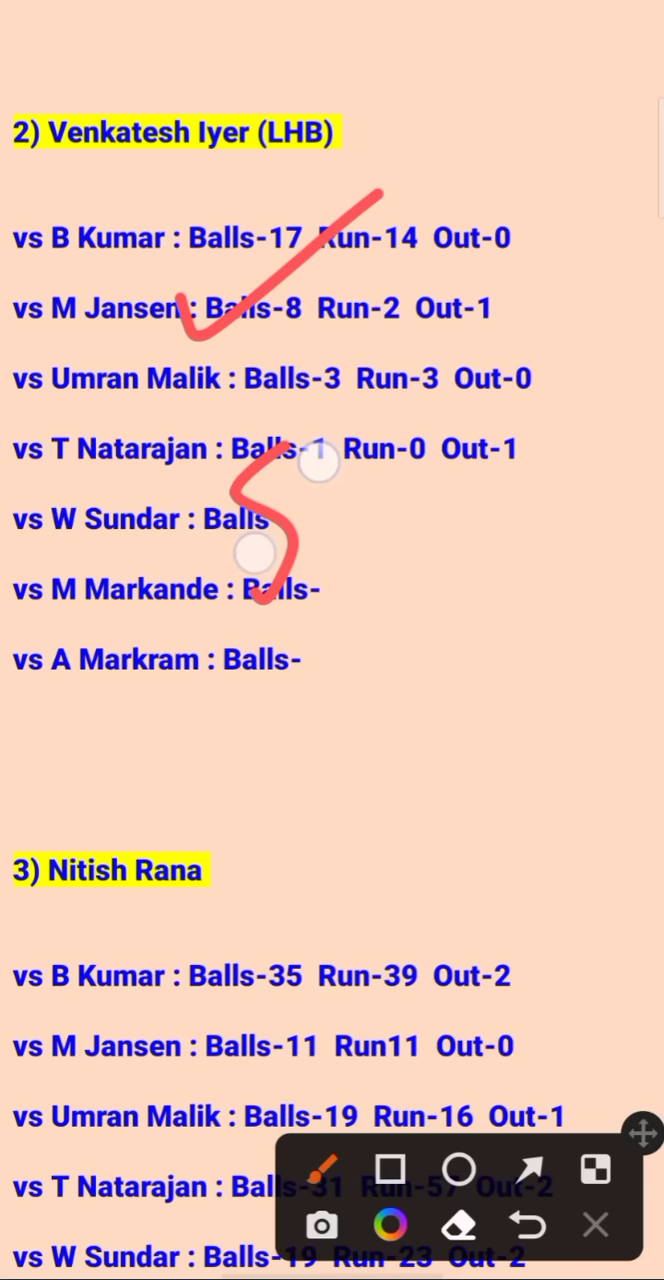 2) Venkatesh Iyer (LHB)
vs B Kumar : Balls-17 Run-14 Out-0
vs M Jansen : Balls-8 Run-2 Out-1
vs Umran Malik : Balls-3 Run-3 Out-0
vs T Natarajan : Balls-1 Run-0 Out-1
vs W Sundar : Balls
vs M Markande : Balls-
vs A Markram : Balls-
3) Nitish Rana
vs B Kumar : Balls-35 Run-39 Out-2
vs M Jansen : Balls-11 Run11 Out-0
vs Umran Malik : Balls-19 Run-16 Out-1
vs T Natarajan : Balls-31 Run-57 Out-2
vs W Sundar : Balls-19 Run-23 Out-2